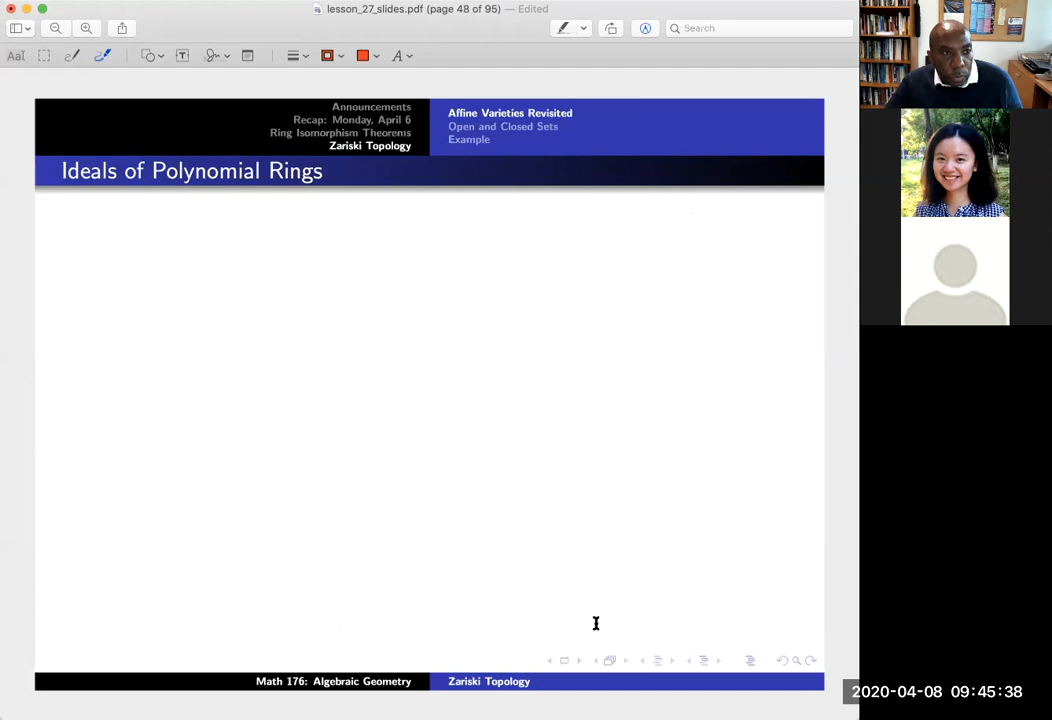 lesson_27_slides.pdf (page 48 of 95) — Edited
Search
AaI
A
Announcements
Recap: Monday, April 6
Ring Isomorphism Theorems
Zariski Topology
Affine Varieties Revisited
Open and Closed Sets
Example
Ideals of Polynomial Rings
Math 176: Algebraic Geometry
Zariski Topology
2020-04-08 09:45:38